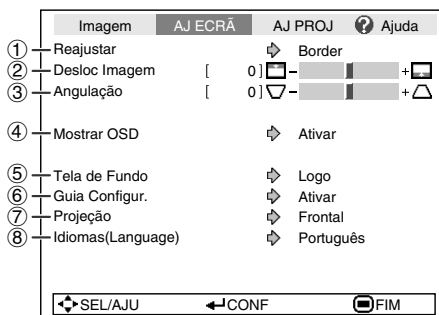 Imagem AJ ECRÃ AJ PROJ ? Ajuda
① Reajustar Border
② Desloc Imagem [ 0] – +
③ Angulação [ 0] – +
④ Mostrar OSD Ativar
⑤ Tela de Fundo Logo
⑥ Guia Configur. Ativar
⑦ Projeção Frontal
⑧ Idiomas(Language) Português
SEL/AJU CONF FIM